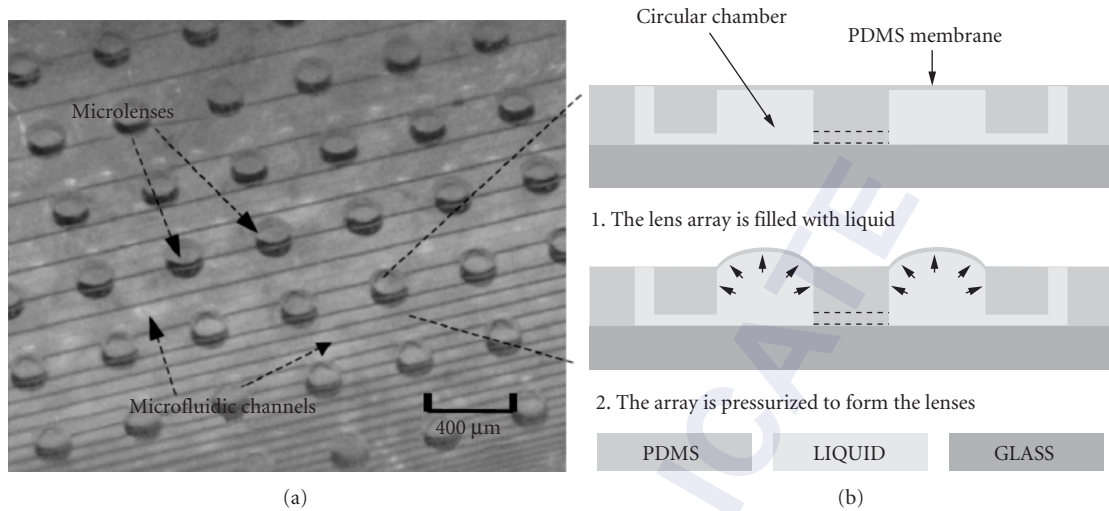 Microlenses
Microfluidic channels
400 μm
(a)
Circular chamber
PDMS membrane
1. The lens array is filled with liquid
2. The array is pressurized to form the lenses
PDMS LIQUID GLASS
(b)
ICATE